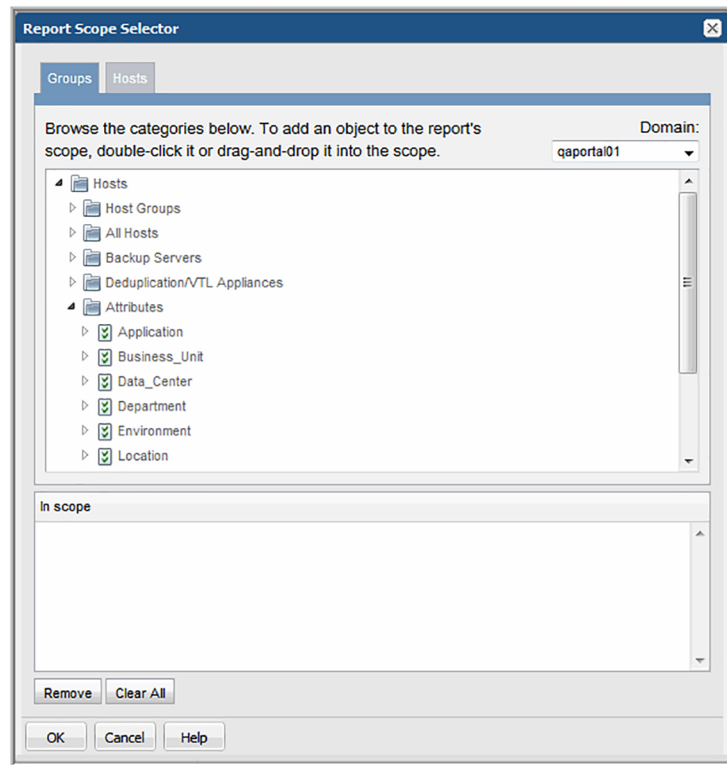 Report Scope Selector
Groups Hosts
Browse the categories below. To add an object to the report's
scope, double-click it or drag-and-drop it into the scope.
Domain:
qaportal01
Hosts
Host Groups
All Hosts
Backup Servers
Deduplication/VTL Appliances
Attributes
Application
Business_Unit
Data_Center
Department
Environment
Location
In scope
Remove Clear All
OK Cancel Help